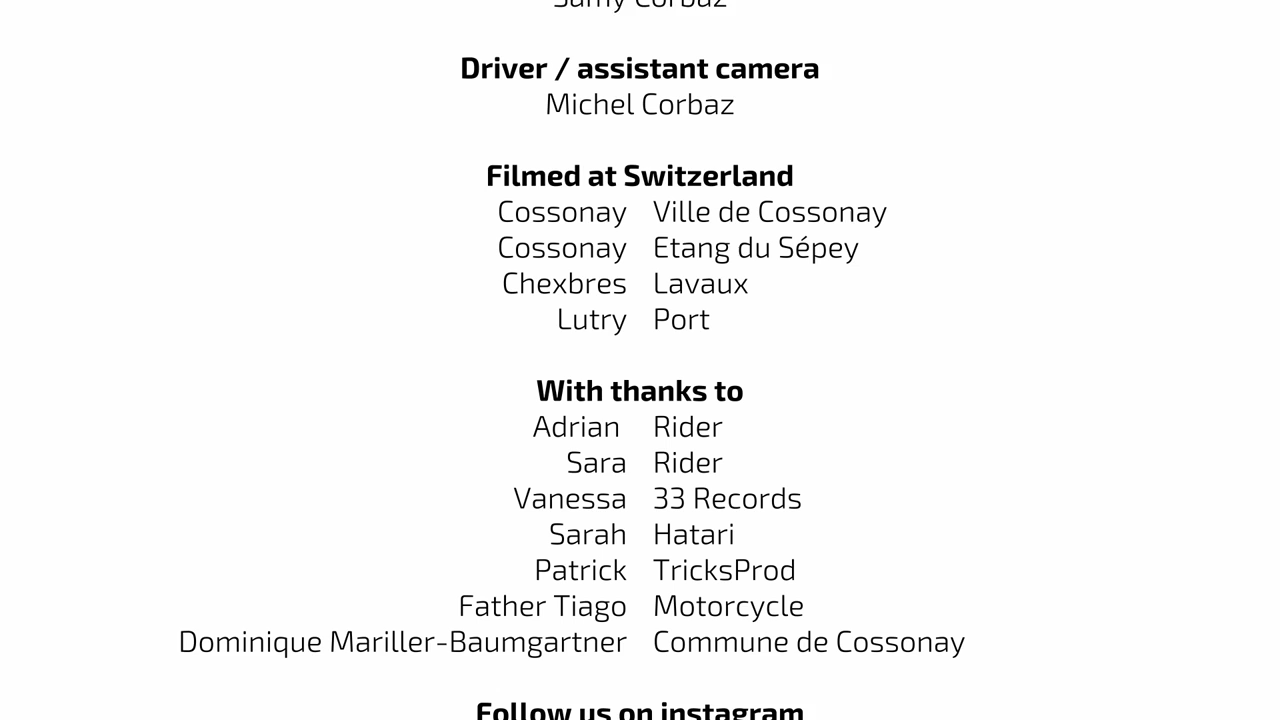 Samy Corbaz
Driver / assistant camera
Michel Corbaz
Filmed at Switzerland
Cossonay Ville de Cossonay
Cossonay Etang du Sépey
Chexbres Lavaux
Lutry Port
With thanks to
Adrian Rider
Sara Rider
Vanessa 33 Records
Sarah Hatari
Patrick TricksProd
Father Tiago Motorcycle
Dominique Mariller-Baumgartner Commune de Cossonay
Follow us on instagram